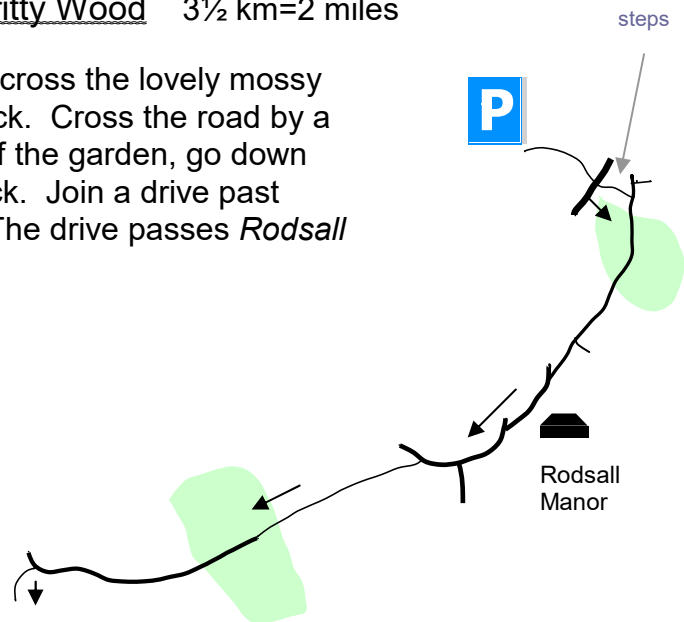 ritty Wood 3½ km=2 miles
steps
cross the lovely mossy
ck. Cross the road by a
f the garden, go down
ck. Join a drive past
The drive passes Rodsall
P
Rodsall
Manor